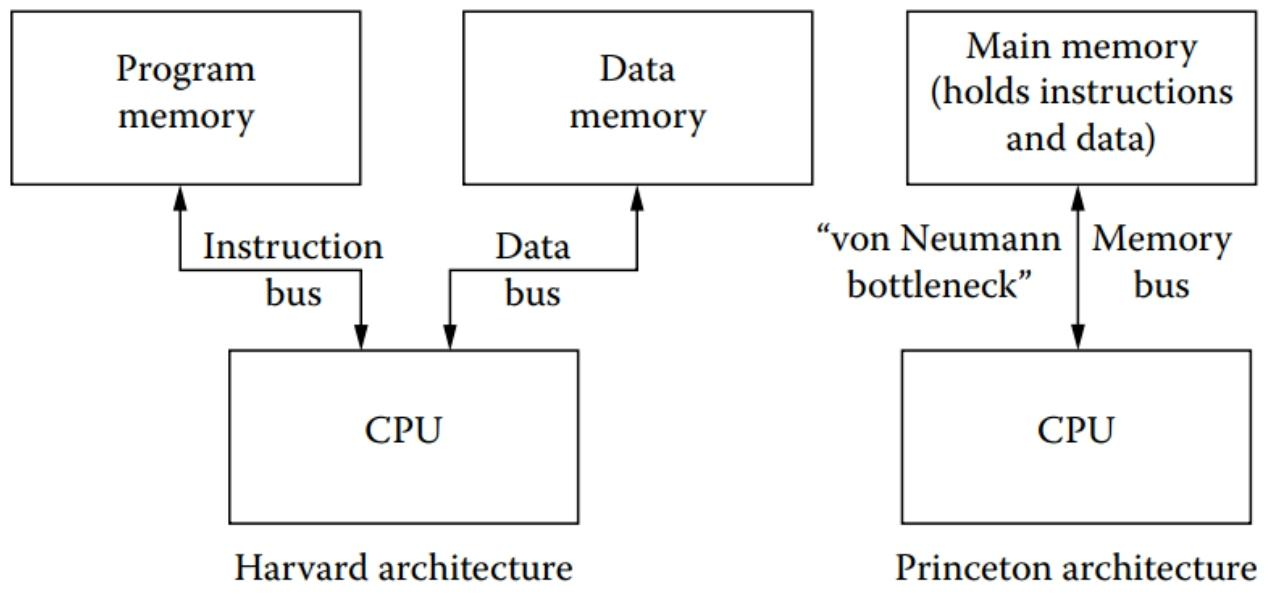 Program
memory
Data
memory
Main memory
(holds instructions
and data)
Instruction
bus
Data
bus
“von Neumann
bottleneck”
Memory
bus
CPU
CPU
Harvard architecture
Princeton architecture